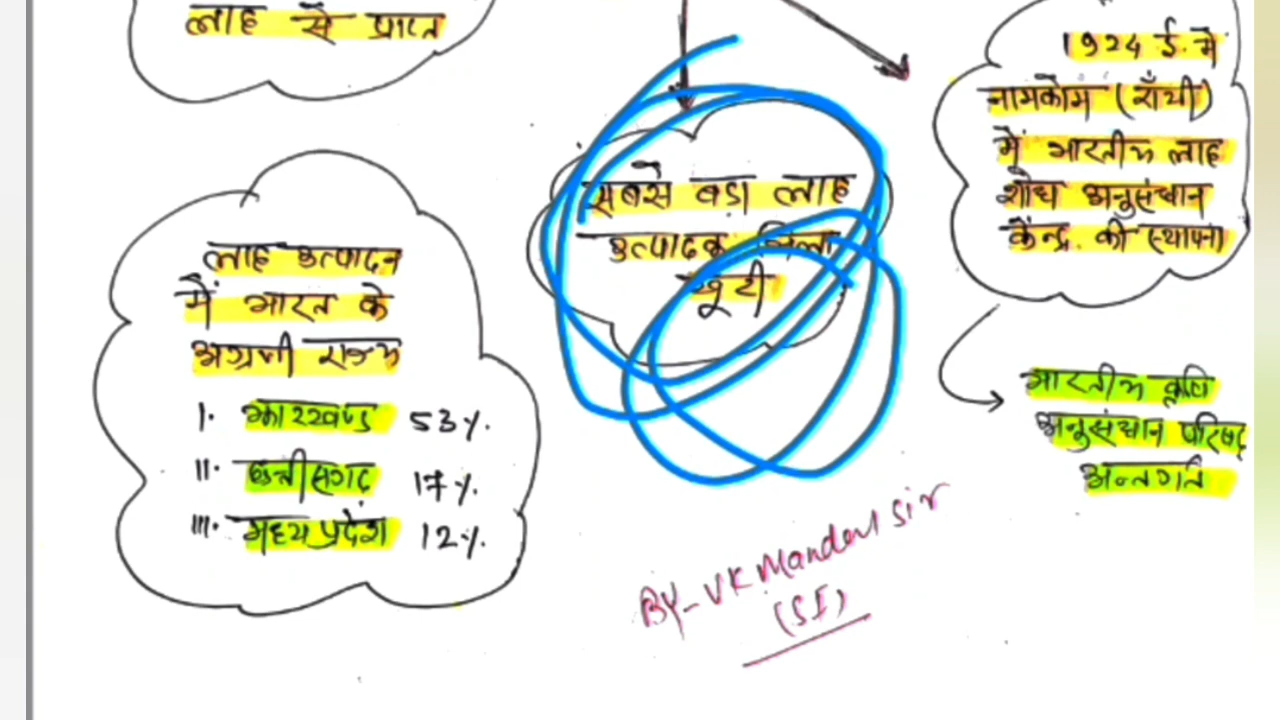 लाह से प्राप्त
1924 ई. में
नामकोम (राँची)
में भारतीय लाह
शोध अनुसंधान
केन्द्र की स्थापना
सबसे बड़ा लाह
उत्पादक जिला
खूंटी
लाह उत्पादन
में भारत के
अग्रणी राज्य
I. झारखण्ड 53%.
II. छत्तीसगढ़ 17%.
III. मध्य प्रदेश 12%.
भारतीय कृषि
अनुसंधान परिषद्
अन्तर्गत
BY-VK Mandal Sir
(SI)